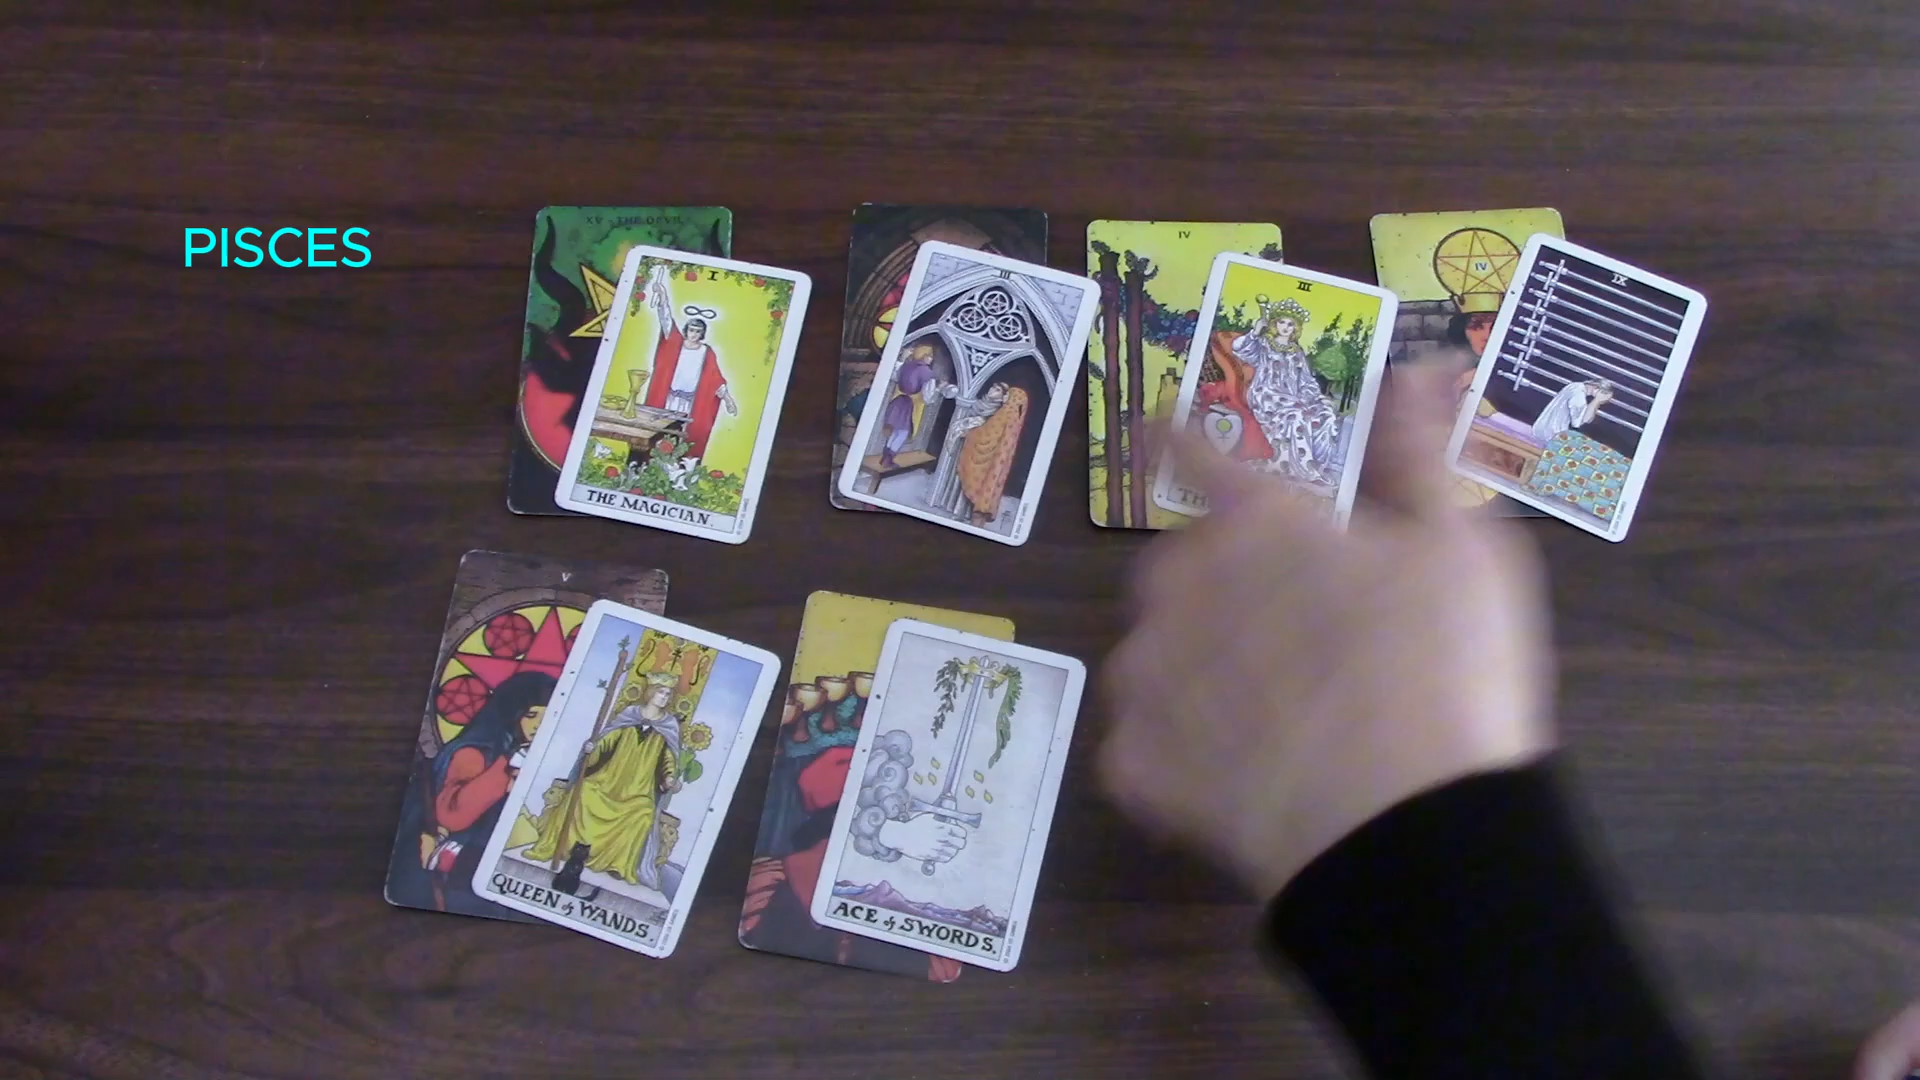 PISCES
XV - THE DEVIL
I
THE MAGICIAN.
III
IV
III
IV
IX
V
QUEEN of WANDS.
ACE of SWORDS.